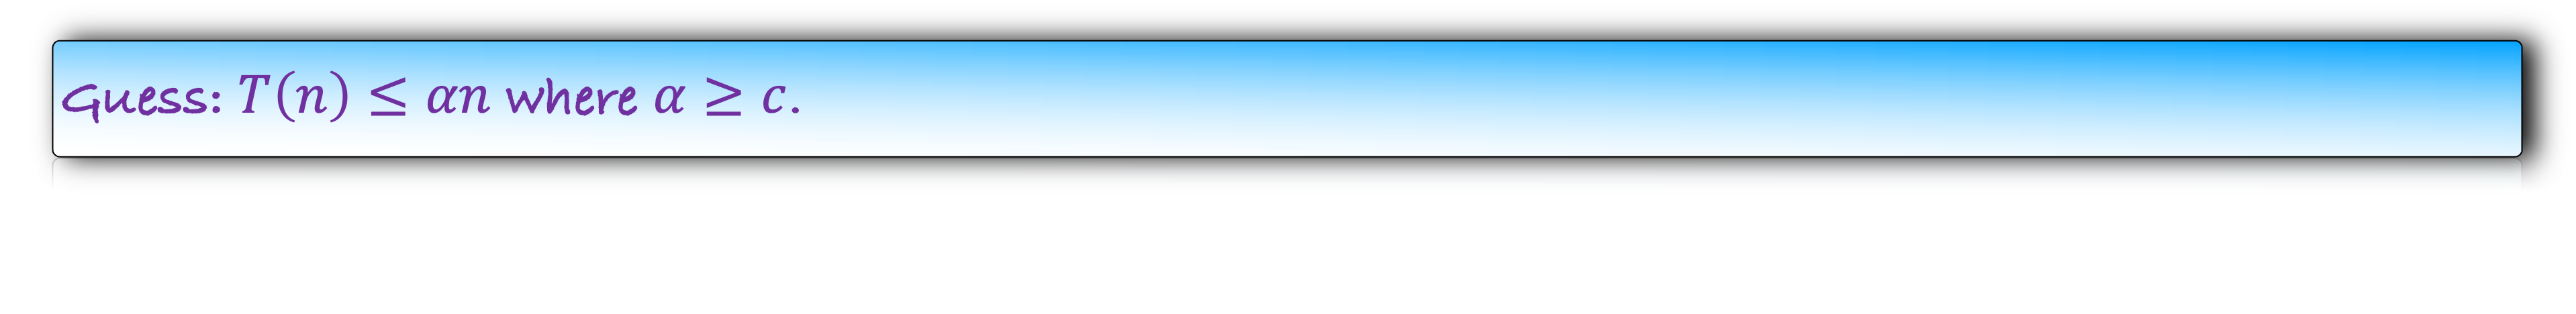 Guess: T(n) ≤ αn where α ≥ c.